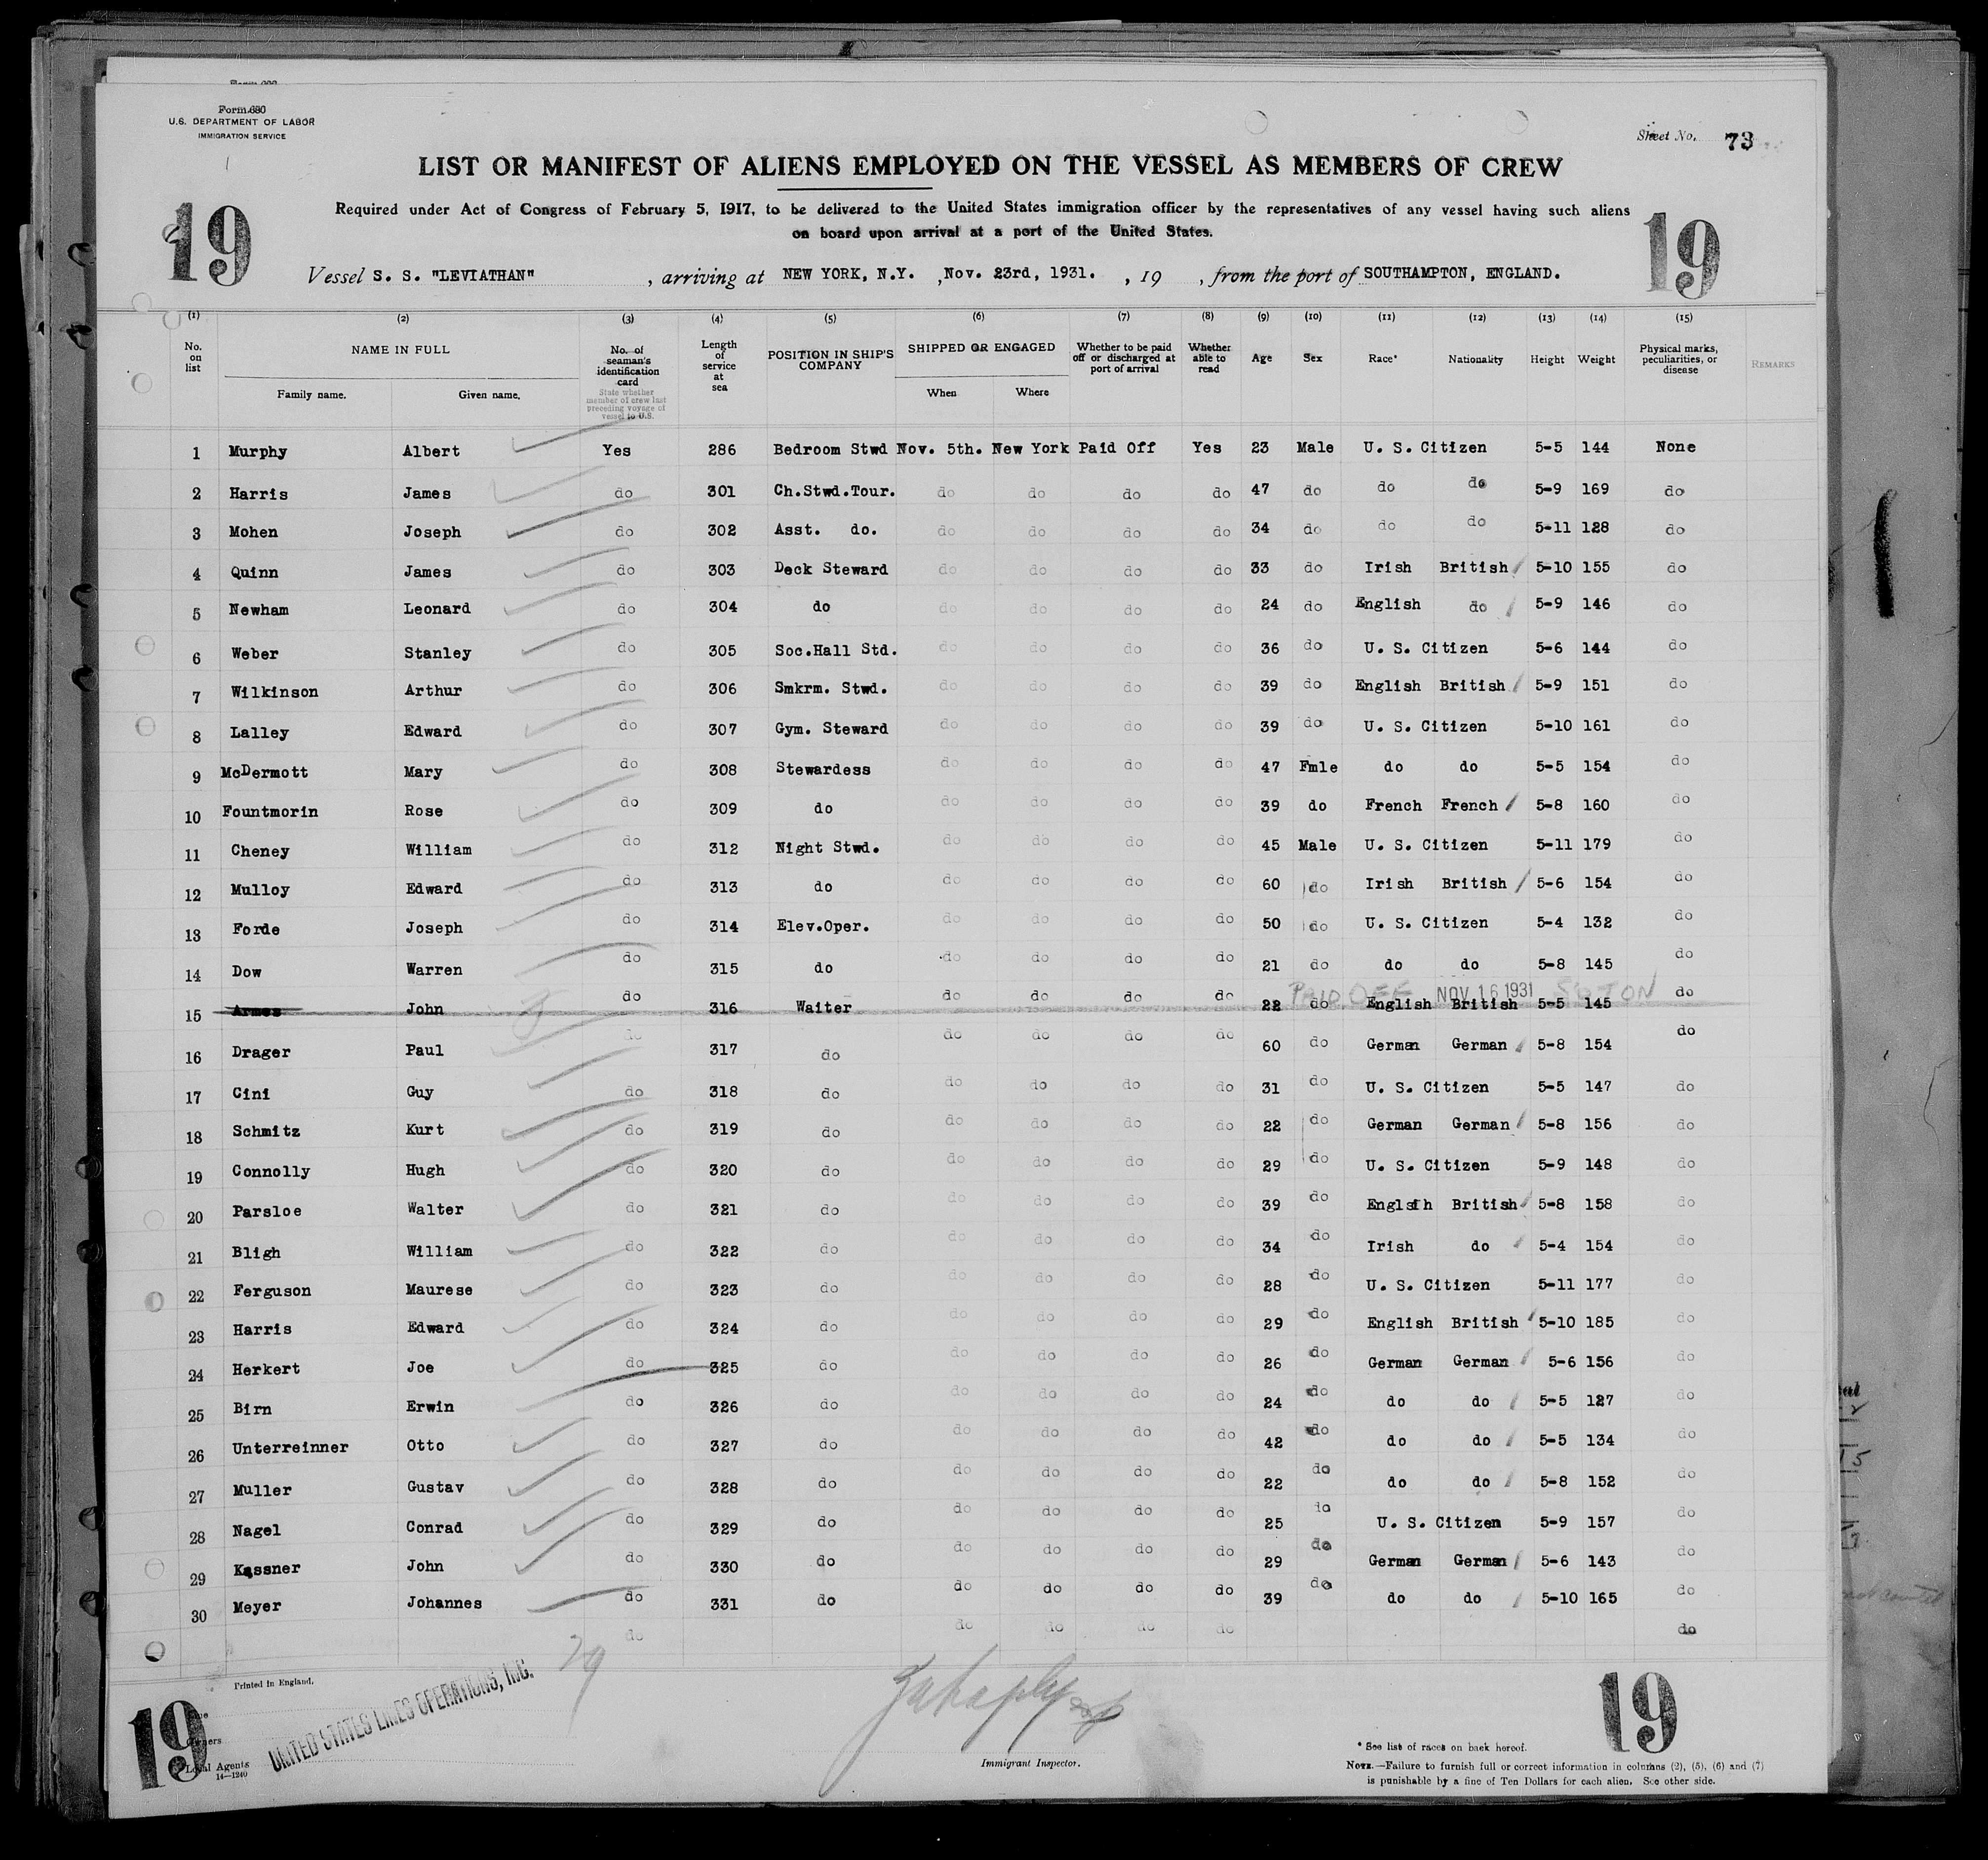 Form 680
U.S. DEPARTMENT OF LABOR
IMMIGRATION SERVICE
Sheet No. 73
LIST OR MANIFEST OF ALIENS EMPLOYED ON THE VESSEL AS MEMBERS OF CREW
19
19
Required under Act of Congress of February 5, 1917, to be delivered to the United States immigration officer by the representatives of any vessel having such aliens
on board upon arrival at a port of the United States.
Vessel S. S. "LEVIATHAN" , arriving at NEW YORK, N.Y. ,Nov. 23rd, 1931. , 19 , from the port of SOUTHAMPTON, ENGLAND.
(1) (2) (3) (4) (5) (6) (7) (8) (9) (10) (11) (12) (13) (14) (15)
No. on list NAME IN FULL Family name. Given name. No. of seaman's identification card State whether member of crew last preceding voyage of vessel to U.S. Length of service at sea POSITION IN SHIP'S COMPANY SHIPPED OR ENGAGED When Where Whether to be paid off or discharged at port of arrival Whether able to read Age Sex Race* Nationality Height Weight Physical marks, peculiarities, or disease REMARKS
1 Murphy Albert Yes 286 Bedroom Stwd Nov. 5th. New York Paid Off Yes 23 Male U. S. Citizen 5-5 144 None
2 Harris James do 301 Ch.Stwd.Tour. do do do do 47 do do do 5-9 169 do
3 Mohen Joseph do 302 Asst. do. do do do do 34 do do do 5-11 128 do
4 Quinn James do 303 Deck Steward do do do do 33 do Irish British 5-10 155 do
5 Newham Leonard do 304 do do do do do 24 do English do 5-9 146 do
6 Weber Stanley do 305 Soc.Hall Std. do do do do 36 do U. S. Citizen 5-6 144 do
7 Wilkinson Arthur do 306 Smkrm. Stwd. do do do do 39 do English British 5-9 151 do
8 Lalley Edward do 307 Gym. Steward do do do do 39 do U. S. Citizen 5-10 161 do
9 McDermott Mary do 308 Stewardess do do do do 47 Fmle do do 5-5 154 do
10 Fountmorin Rose do 309 do do do do do 39 do French French 5-8 160 do
11 Cheney William do 312 Night Stwd. do do do do 45 Male U. S. Citizen 5-11 179 do
12 Mulloy Edward do 313 do do do do do 60 do Irish British 5-6 154 do
13 Forde Joseph do 314 Elev.Oper. do do do do 50 do U. S. Citizen 5-4 132 do
14 Dow Warren do 315 do do do do do 21 do do do 5-8 145 do
PAID OFF NOV 16 1931 SOTON
15 Armes John do 316 Waiter do do do do 22 do English British 5-5 145 do
16 Drager Paul do 317 do do do do do 60 do German German 5-8 154 do
17 Cini Guy do 318 do do do do do 31 do U. S. Citizen 5-5 147 do
18 Schmitz Kurt do 319 do do do do do 22 do German German 5-8 156 do
19 Connolly Hugh do 320 do do do do do 29 do U. S. Citizen 5-9 148 do
20 Parsloe Walter do 321 do do do do do 39 do Englsih British 5-8 158 do
21 Bligh William do 322 do do do do do 34 do Irish do 5-4 154 do
22 Ferguson Maurese do 323 do do do do do 28 do U. S. Citizen 5-11 177 do
23 Harris Edward do 324 do do do do do 29 do English British 5-10 185 do
24 Herkert Joe do 325 do do do do do 26 do German German 5-6 156 do
25 Birn Erwin do 326 do do do do do 24 do do do 5-5 127 do
26 Unterreinner Otto do 327 do do do do do 42 do do do 5-5 134 do
27 Muller Gustav do 328 do do do do do 22 do do do 5-8 152 do
28 Nagel Conrad do 329 do do do do do 25 do U. S. Citizen 5-9 157 do
29 Kassner John do 330 do do do do do 29 do German German 5-6 143 do
30 Meyer Johannes do 331 do do do do do 39 do do do 5-10 165 do
do do do do do do
29
Printed in England.
19
19
Owners
Local Agents
14-1240
UNITED STATES LINES OPERATIONS, INC.
Immigrant Inspector.
* See list of races on back hereof.
NOTE.—Failure to furnish full or correct information in columns (2), (5), (6) and (7)
is punishable by a fine of Ten Dollars for each alien. See other side.